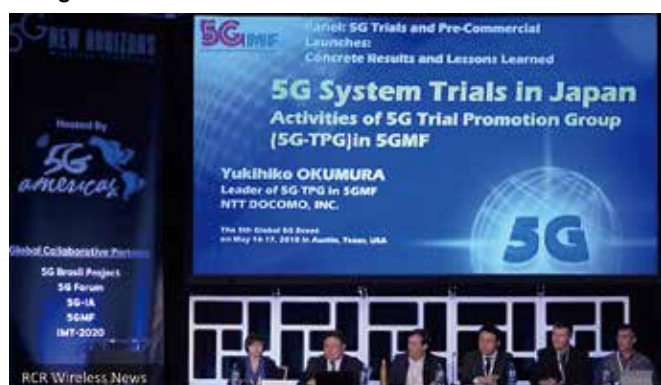 5G
NEW HORIZONS
Hosted By
5G
americas
Global Collaborative Partners
5G Brasil Project
5G Forum
5G-IA
5GMF
IMT-2020
RCR Wireless News
5GMF
Panel: 5G Trials and Pre-Commercial
Launches:
Concrete Results and Lessons Learned
5G System Trials in Japan
Activities of 5G Trial Promotion Group
(5G-TPG)in 5GMF
Yukihiko OKUMURA
Leader of 5G-TPG in 5GMF
NTT DOCOMO, INC.
The 5th Global 5G Event
on May 16-17, 2018 in Austin, Texas, USA
5G